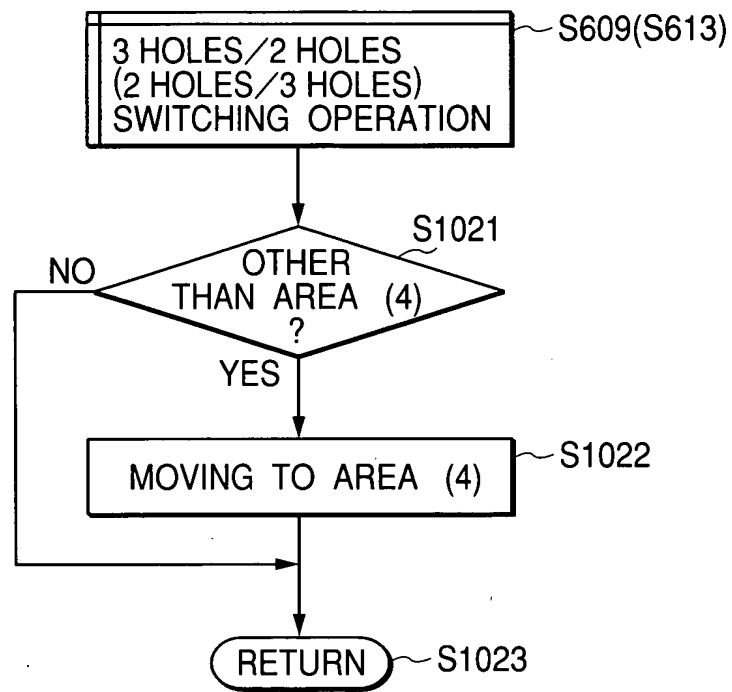 3 HOLES/2 HOLES
(2 HOLES/3 HOLES)
SWITCHING OPERATION
S609(S613)
S1021
OTHER
THAN AREA (4)
?
NO
YES
MOVING TO AREA (4)
S1022
RETURN
S1023